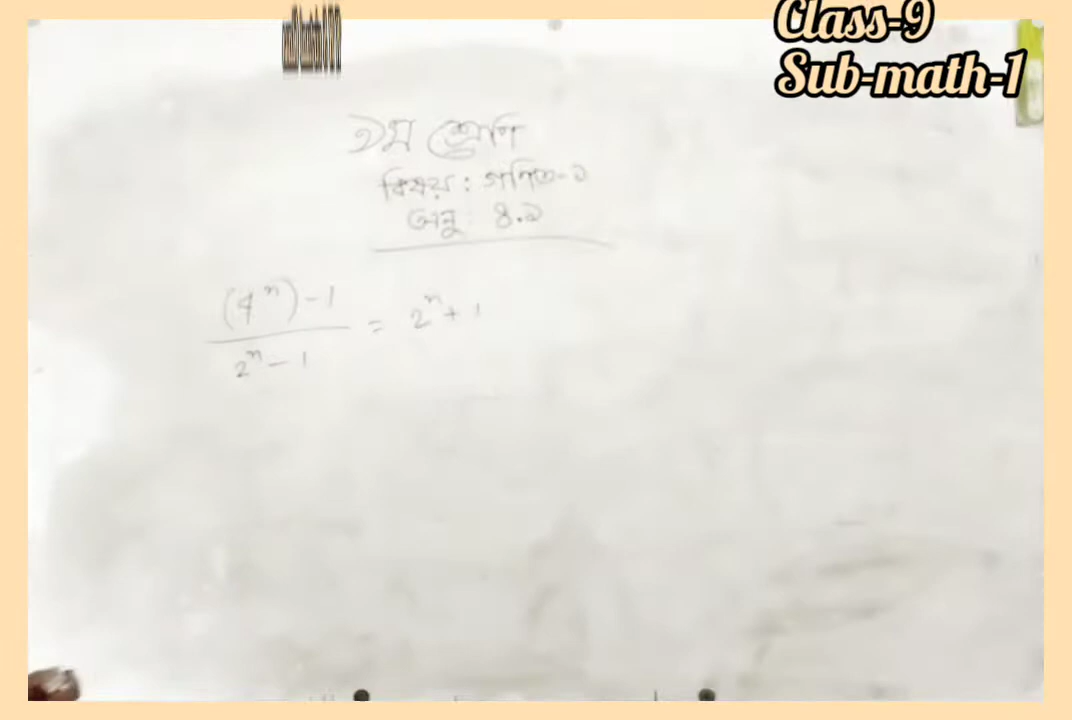 Class-9
Sub-math-1
৯ম শ্রেণি
বিষয় : গণিত-১
অনু : ৪.১
(4ⁿ) - 1 / 2ⁿ - 1 = 2ⁿ + 1